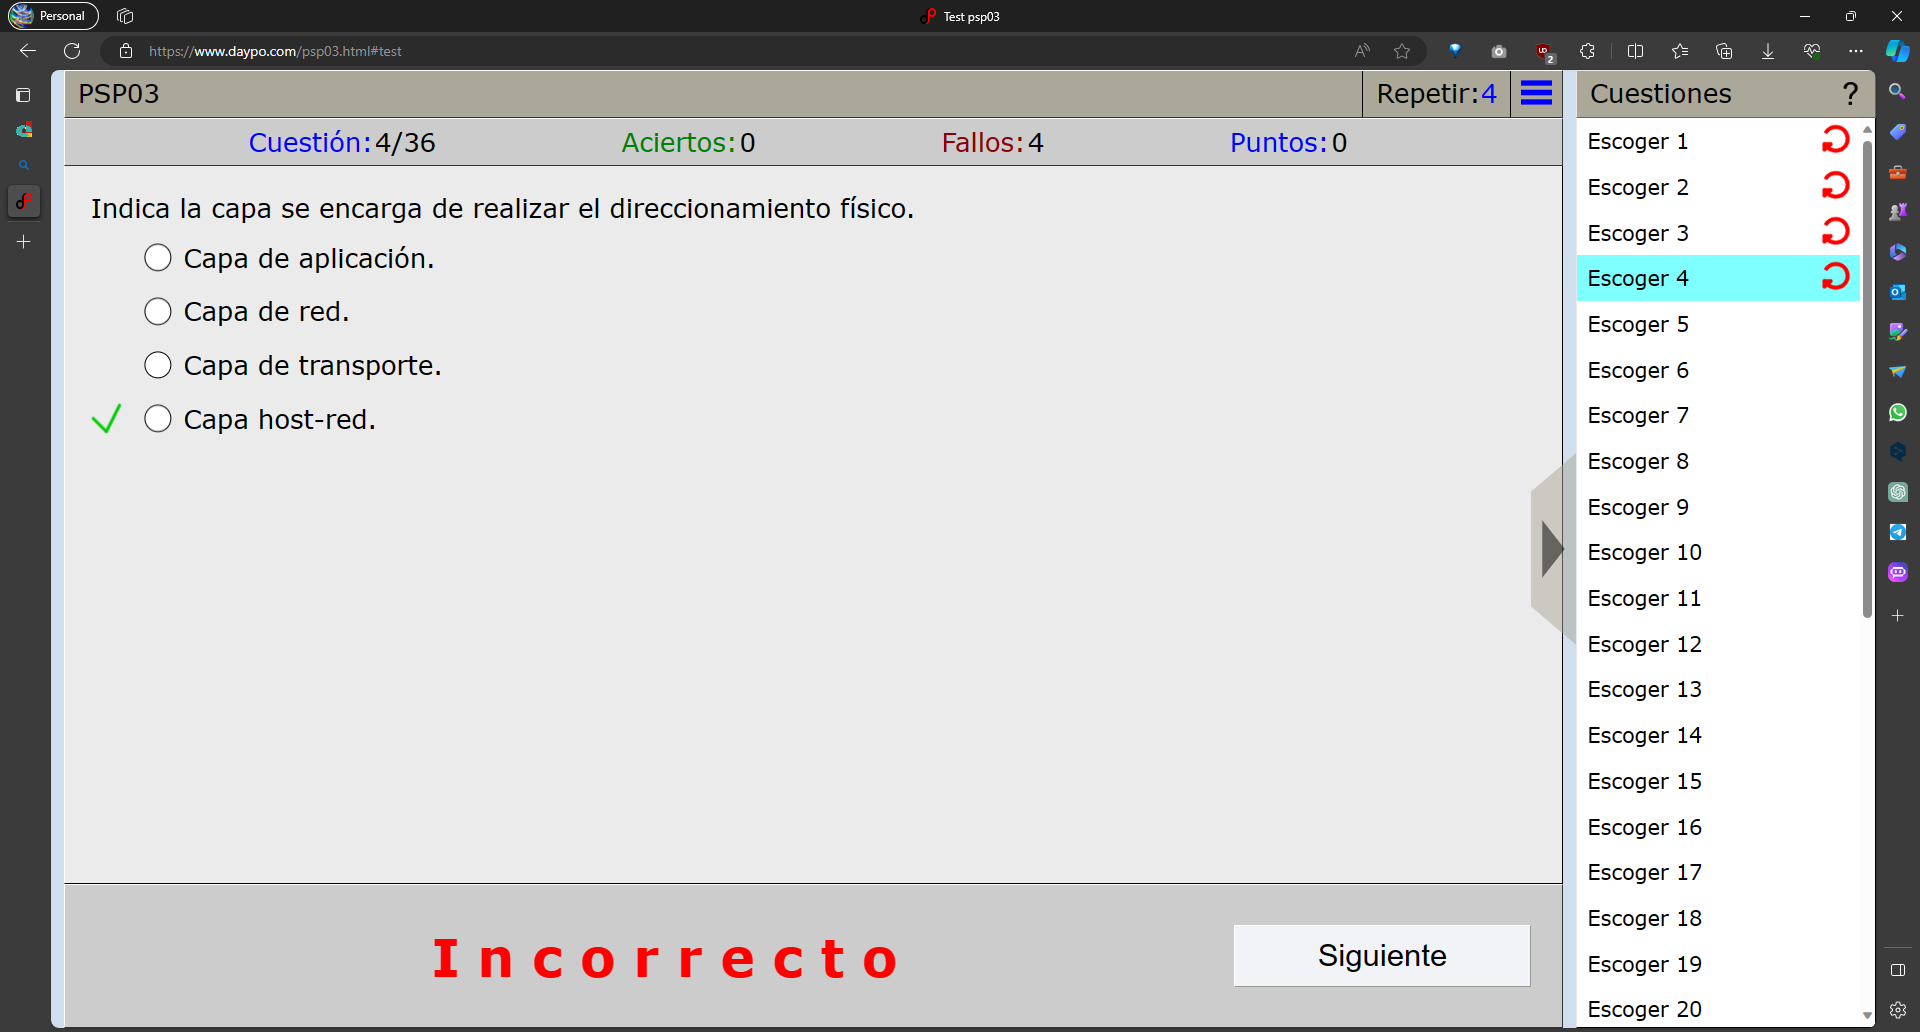 Personal
Test psp03
https://www.daypo.com/psp03.html#test
2
PSP03
Repetir:4
Cuestiones
?
Cuestión:4/36
Aciertos:0
Fallos:4
Puntos:0
Indica la capa se encarga de realizar el direccionamiento físico.
Capa de aplicación.
Capa de red.
Capa de transporte.
Capa host-red.
Incorrecto
Siguiente
Escoger 1
Escoger 2
Escoger 3
Escoger 4
Escoger 5
Escoger 6
Escoger 7
Escoger 8
Escoger 9
Escoger 10
Escoger 11
Escoger 12
Escoger 13
Escoger 14
Escoger 15
Escoger 16
Escoger 17
Escoger 18
Escoger 19
Escoger 20